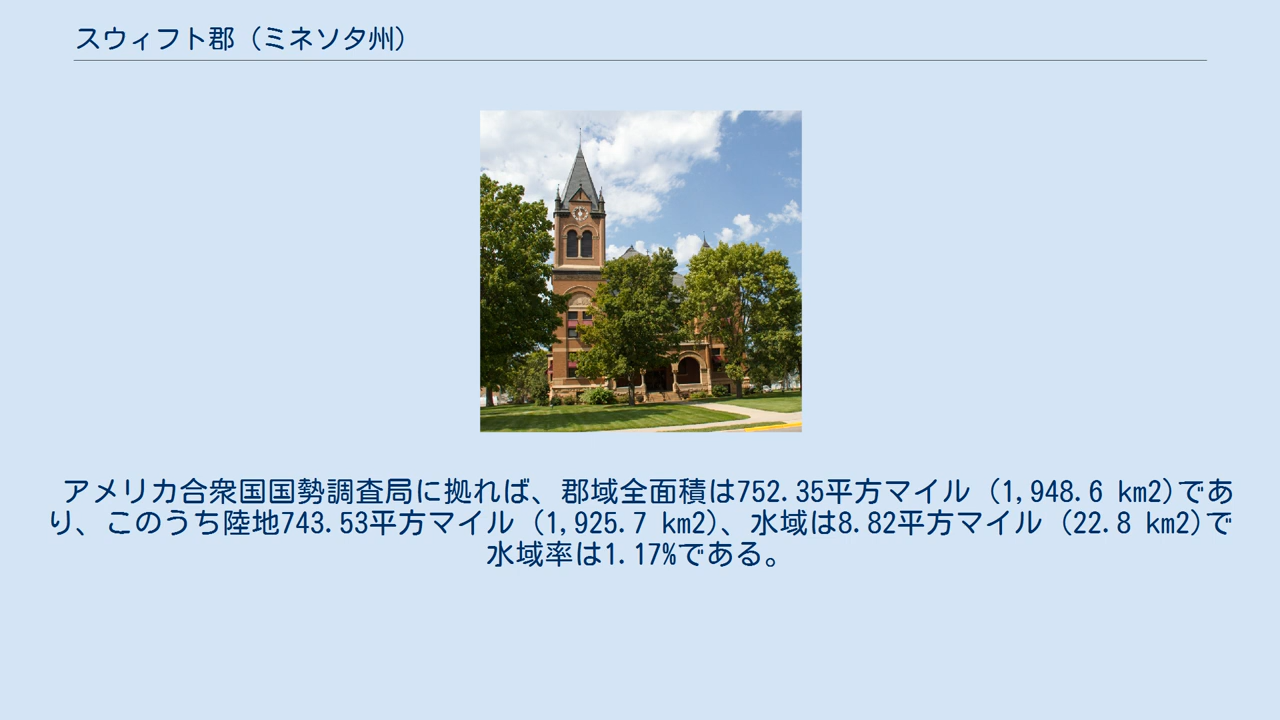 スウィフト郡（ミネソタ州）
アメリカ合衆国国勢調査局に拠れば、郡域全面積は752.35平方マイル (1,948.6 km2)であ
り、このうち陸地743.53平方マイル (1,925.7 km2)、水域は8.82平方マイル (22.8 km2)で
水域率は1.17%である。